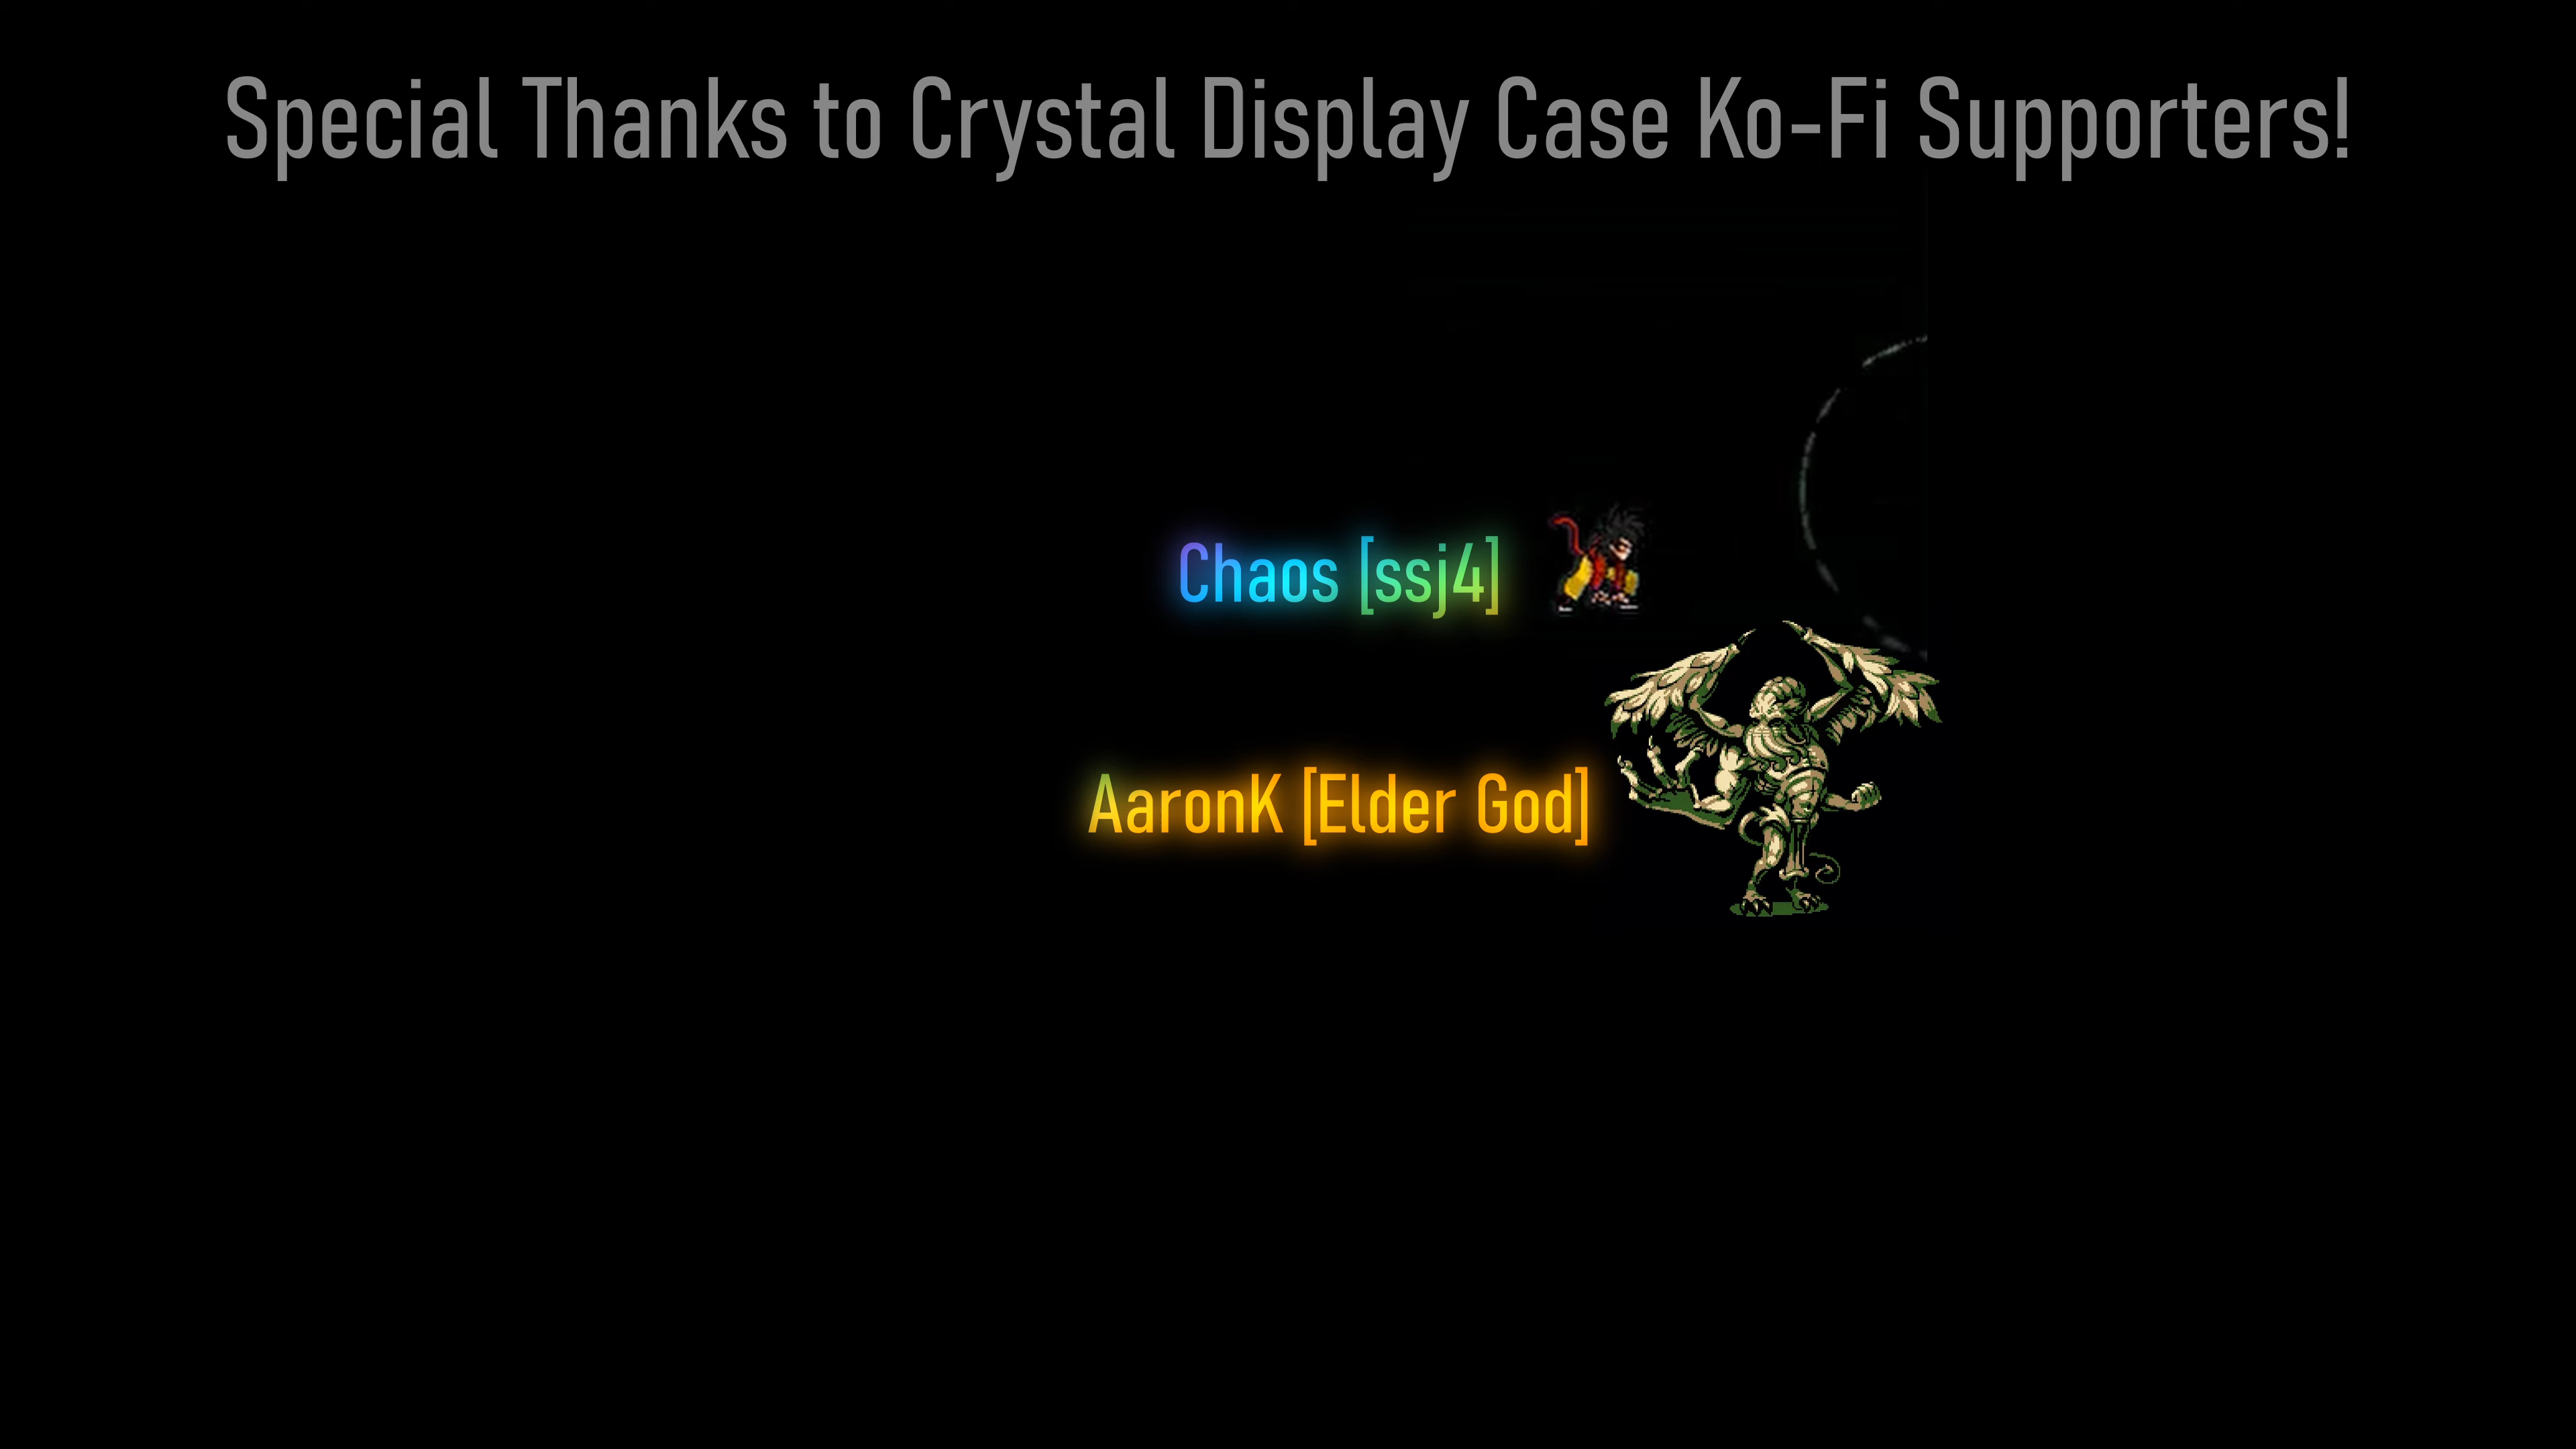 Special Thanks to Crystal Display Case Ko-Fi Supporters!
Chaos [ssj4]
AaronK [Elder God]